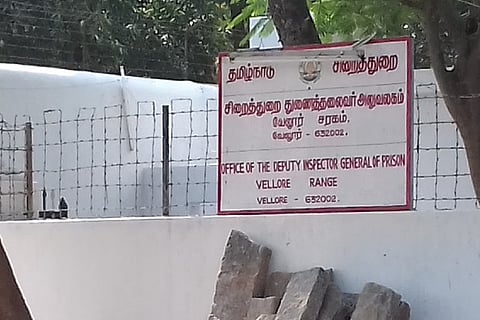 தமிழ்நாடு சிறைத்துறை
சிறைத்துறை துணைத்தலைவர் அலுவலகம்
வேலூர் சரகம்.
வேலூர் - 632002.
OFFICE OF THE DEPUTY INSPECTOR GENERAL OF PRISON
VELLORE RANGE
VELLORE - 632002.